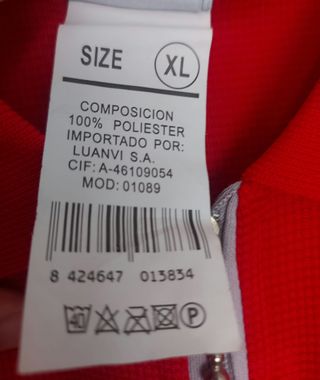 SIZE XL
COMPOSICION
100% POLIESTER
IMPORTADO POR:
LUANVI S.A.
CIF: A-46109054
MOD: 01089
8 424647 013834
40 P